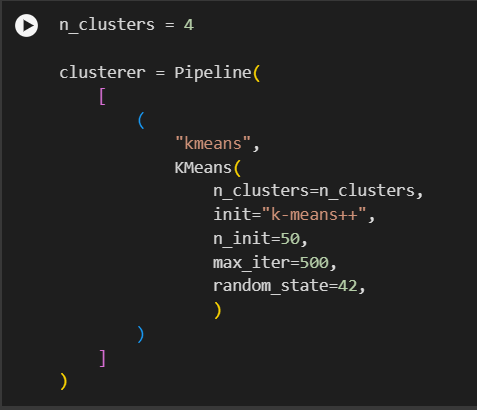 n_clusters = 4
clusterer = Pipeline(
[
(
"kmeans",
KMeans(
n_clusters=n_clusters,
init="k-means++",
n_init=50,
max_iter=500,
random_state=42,
)
)
]
)